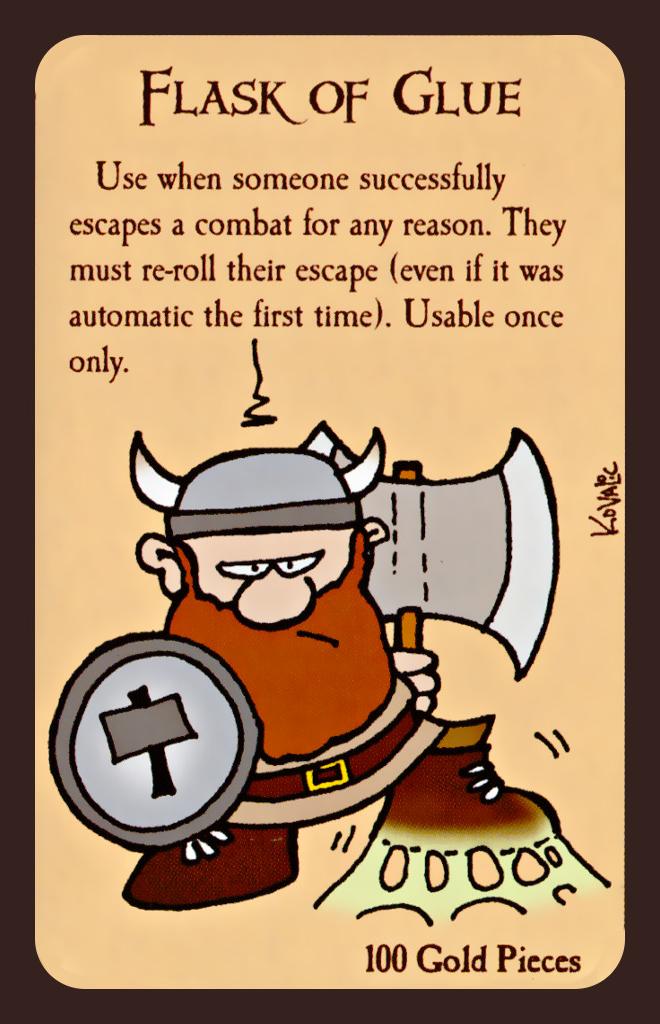 Flask of Glue
Use when someone successfully
escapes a combat for any reason. They
must re-roll their escape (even if it was
automatic the first time). Usable once
only.
Kovalic
100 Gold Pieces